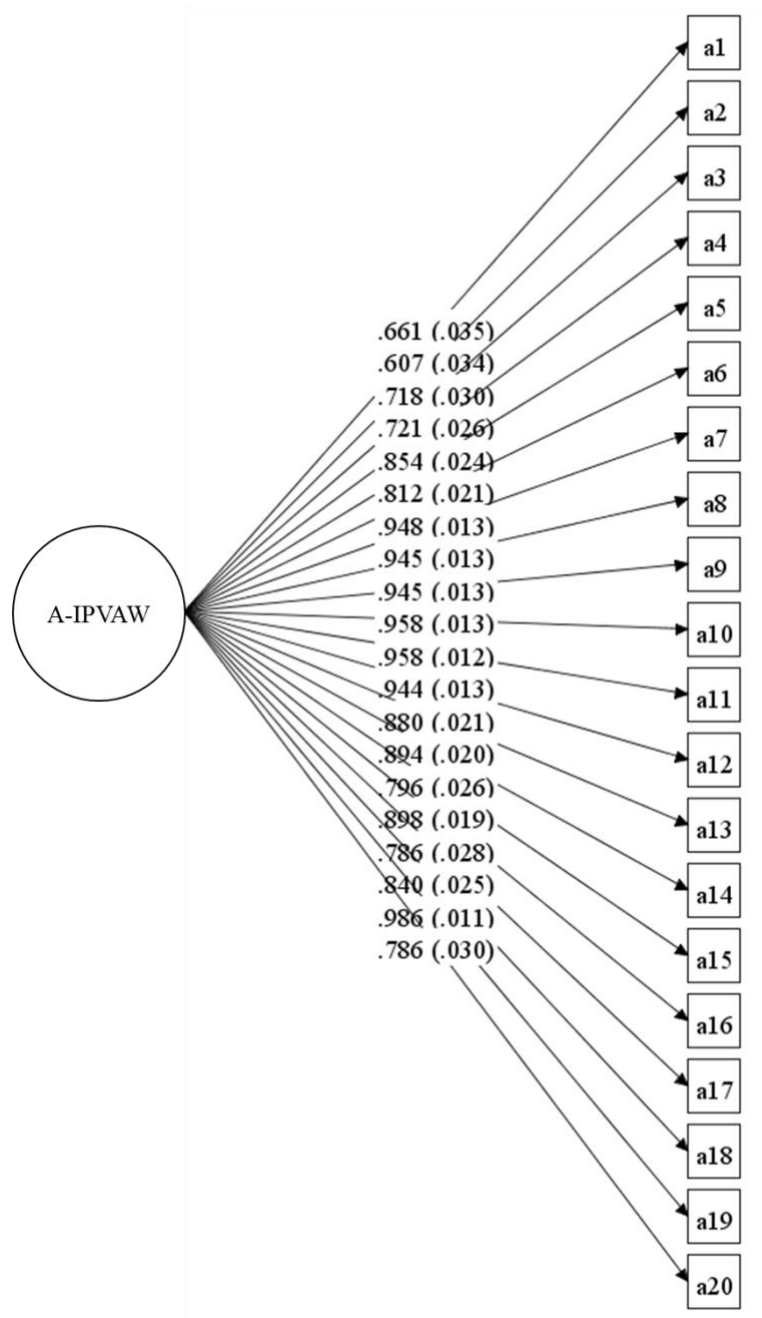 a1
a2
a3
a4
a5
a6
a7
a8
a9
a10
a11
a12
a13
a14
a15
a16
a17
a18
a19
a20
.661 (.035)
.607 (.034)
.718 (.030)
.721 (.026)
.854 (.024)
.812 (.021)
.948 (.013)
.945 (.013)
.945 (.013)
.958 (.013)
.958 (.012)
.944 (.013)
.880 (.021)
.894 (.020)
.796 (.026)
.898 (.019)
.786 (.028)
.840 (.025)
.986 (.011)
.786 (.030)
A-IPVAW